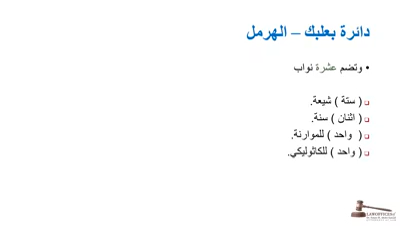 دائرة بعلبك – الهرمل
• وتضم عشرة نواب
( ستة ) شيعة.
( اثنان ) سنة.
( واحد ) للموارنة.
( واحد ) للكاثوليكي.